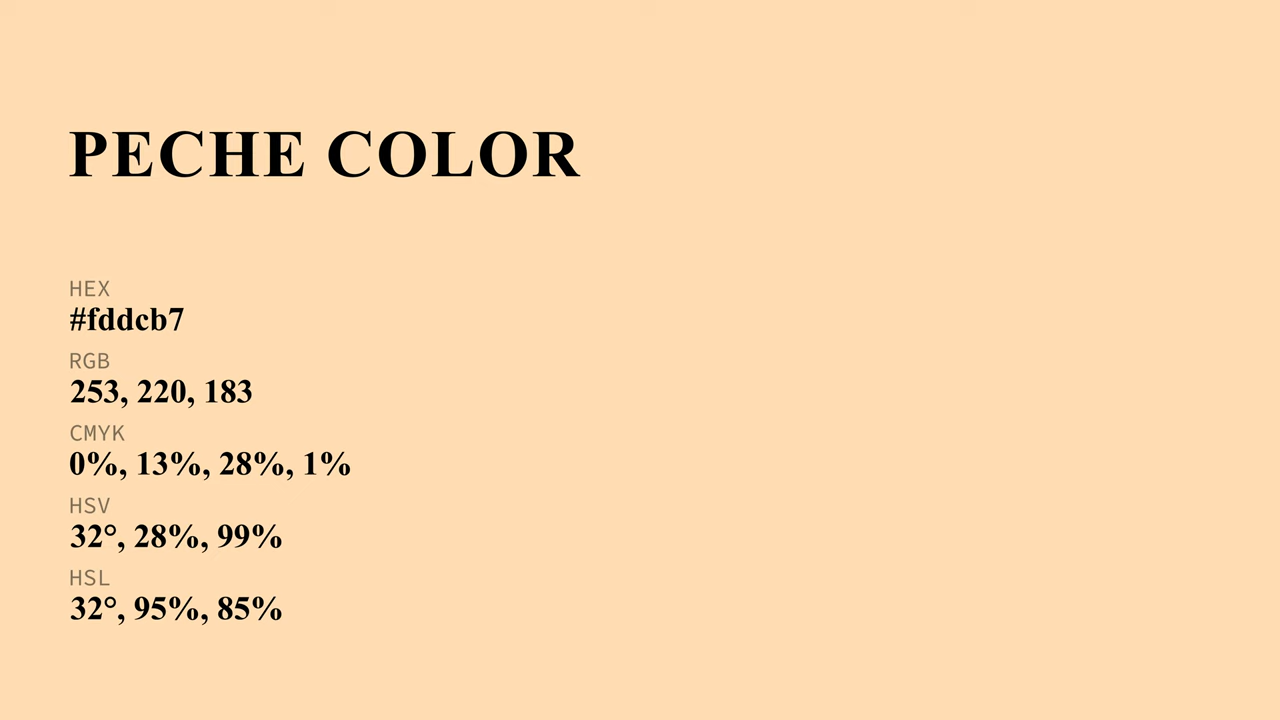 PECHE COLOR
HEX
#fddcb7
RGB
253, 220, 183
CMYK
0%, 13%, 28%, 1%
HSV
32°, 28%, 99%
HSL
32°, 95%, 85%